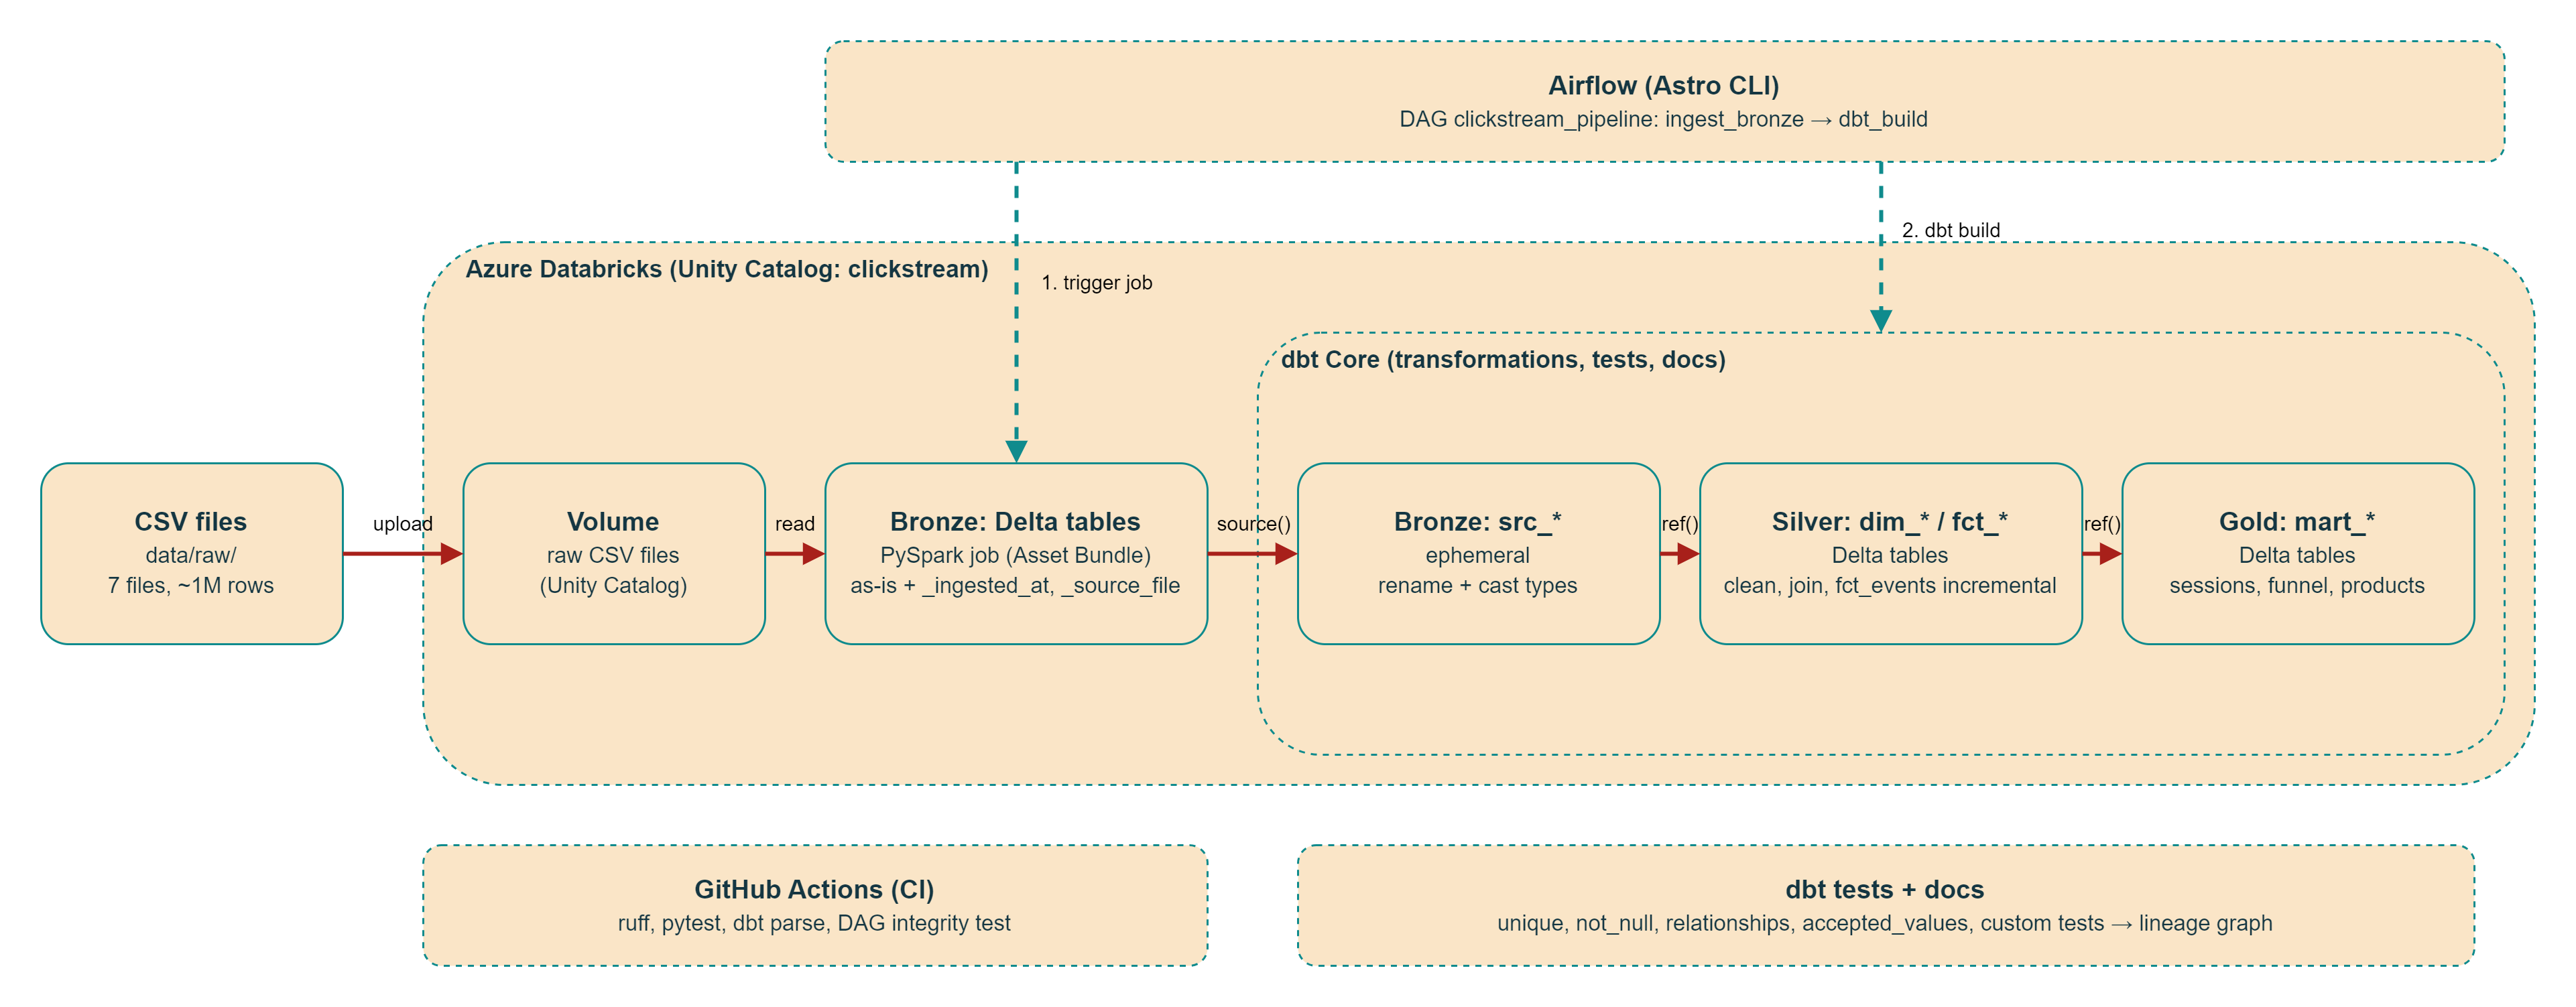 Airflow (Astro CLI)
DAG clickstream_pipeline: ingest_bronze → dbt_build
2. dbt build
Azure Databricks (Unity Catalog: clickstream)
1. trigger job
dbt Core (transformations, tests, docs)
CSV files
data/raw/
7 files, ~1M rows
upload
Volume
raw CSV files
(Unity Catalog)
read
Bronze: Delta tables
PySpark job (Asset Bundle)
as-is + _ingested_at, _source_file
source()
Bronze: src_*
ephemeral
rename + cast types
ref()
Silver: dim_* / fct_*
Delta tables
clean, join, fct_events incremental
ref()
Gold: mart_*
Delta tables
sessions, funnel, products
GitHub Actions (CI)
ruff, pytest, dbt parse, DAG integrity test
dbt tests + docs
unique, not_null, relationships, accepted_values, custom tests → lineage graph